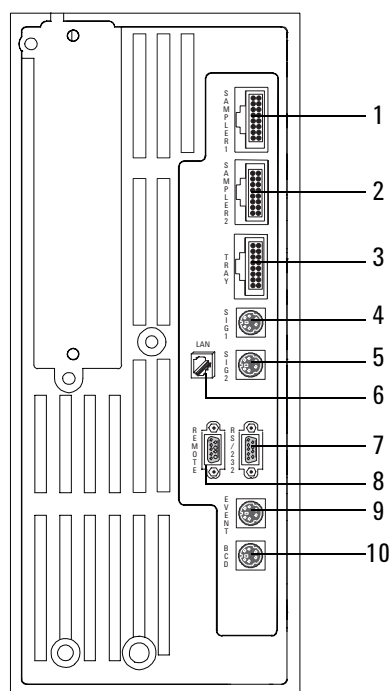 SAMPLER1
1
SAMPLER2
2
TRAY
3
SIG1
4
LAN
SIG2
5
6
REMOTE
RS/232
7
8
EVENT
9
BCD
10